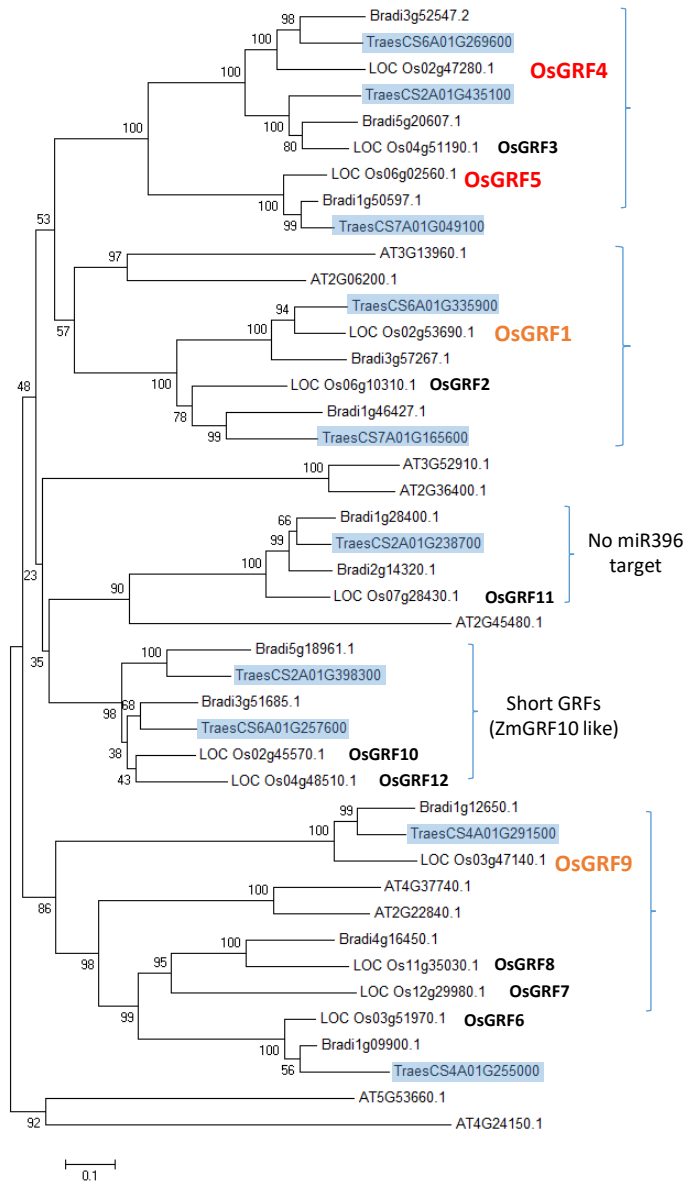 98
Bradi3g52547.2
TraesCS6A01G269600
100
LOC Os02g47280.1
OsGRF4
100
TraesCS2A01G435100
100
Bradi5g20607.1
80
LOC Os04g51190.1 OsGRF3
100
LOC Os06g02560.1
OsGRF5
100
Bradi1g50597.1
99
TraesCS7A01G049100
53
97
AT3G13960.1
AT2G06200.1
57
94
TraesCS6A01G335900
LOC Os02g53690.1
OsGRF1
100
Bradi3g57267.1
100
LOC Os06g10310.1 OsGRF2
78
Bradi1g46427.1
99
TraesCS7A01G165600
48
100
AT3G52910.1
AT2G36400.1
66
Bradi1g28400.1
99
TraesCS2A01G238700
No miR396
target
100
Bradi2g14320.1
LOC Os07g28430.1 OsGRF11
23
90
AT2G45480.1
35
100
Bradi5g18961.1
TraesCS2A01G398300
98
68
Bradi3g51685.1
TraesCS6A01G257600
Short GRFs
(ZmGRF10 like)
38
LOC Os02g45570.1 OsGRF10
43
LOC Os04g48510.1 OsGRF12
99
Bradi1g12650.1
100
TraesCS4A01G291500
LOC Os03g47140.1 OsGRF9
86
100
AT4G37740.1
AT2G22840.1
98
100
Bradi4g16450.1
95
LOC Os11g35030.1 OsGRF8
LOC Os12g29980.1 OsGRF7
99
LOC Os03g51970.1 OsGRF6
100
Bradi1g09900.1
56
TraesCS4A01G255000
AT5G53660.1
92
AT4G24150.1
0.1